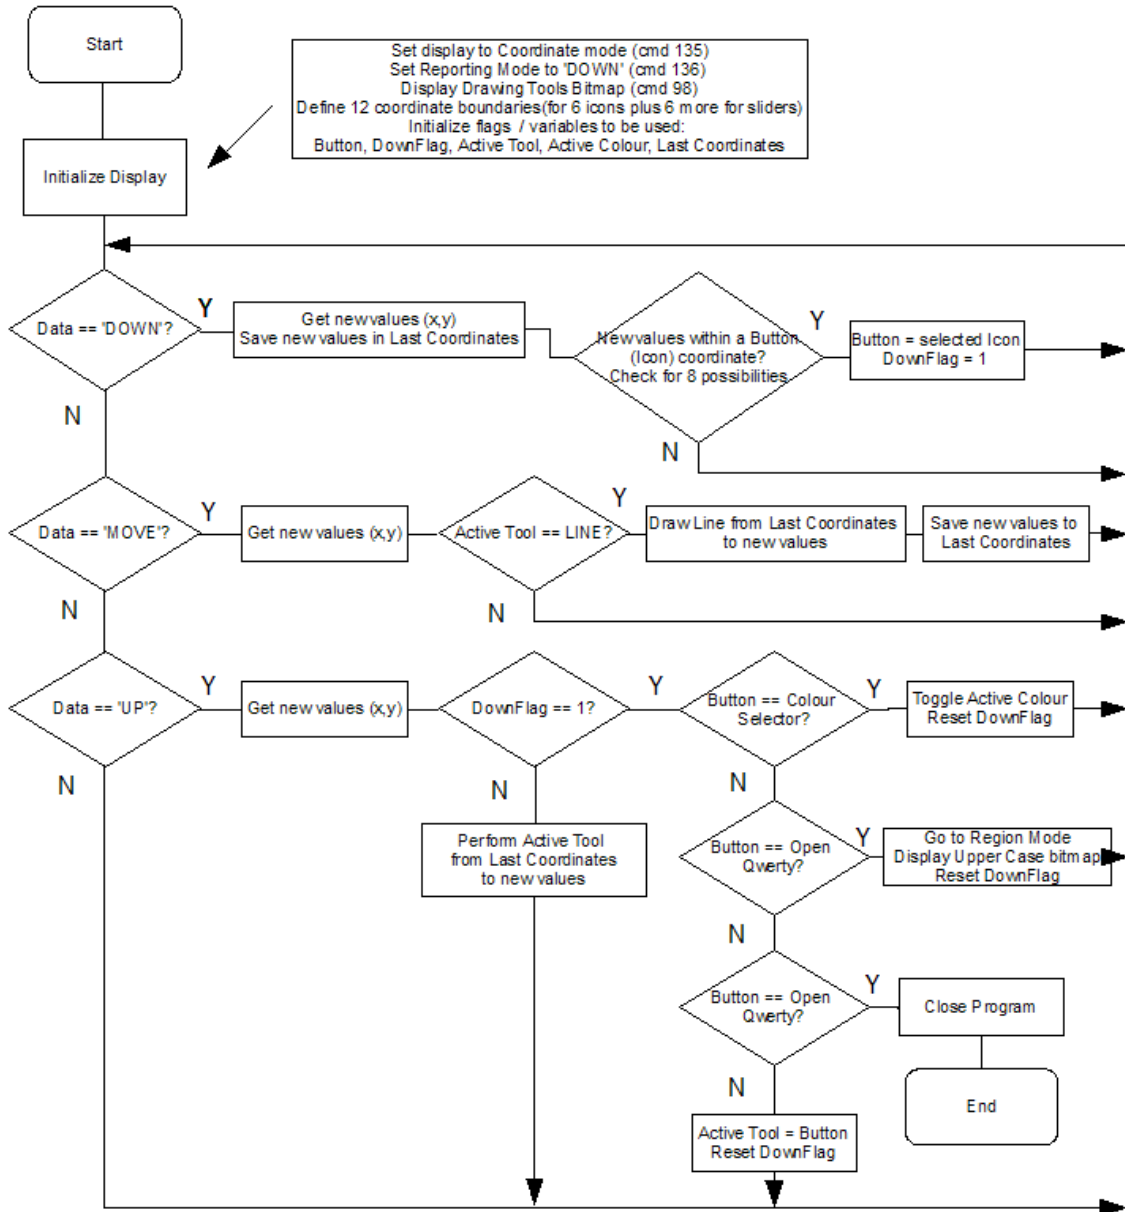 Start
Set display to Coordinate mode (cmd 135)
Set Reporting Mode to 'DOWN' (cmd 136)
Display Drawing Tools Bitmap (cmd 98)
Define 12 coordinate boundaries(for 6 icons plus 6 more for sliders)
Initialize flags / variables to be used:
Button, DownFlag, Active Tool, Active Colour, Last Coordinates
Initialize Display
Data == 'DOWN'?
Y
Get new values (x,y)
Save new values in Last Coordinates
New values within a Button
(Icon) coordinate?
Check for 8 possibilities
Y
Button = selected Icon
DownFlag = 1
N
N
Data == 'MOVE'?
Y
Get new values (x,y)
Active Tool == LINE?
Y
Draw Line from Last Coordinates
to new values
Save new values to
Last Coordinates
N
N
Data == 'UP'?
Y
Get new values (x,y)
DownFlag == 1?
Y
Button == Colour
Selector?
Y
Toggle Active Colour
Reset DownFlag
N
N
N
Perform Active Tool
from Last Coordinates
to new values
Button == Open
Qwerty?
Y
Go to Region Mode
Display Upper Case bitmap
Reset DownFlag
N
Button == Open
Qwerty?
Y
Close Program
N
End
Active Tool = Button
Reset DownFlag